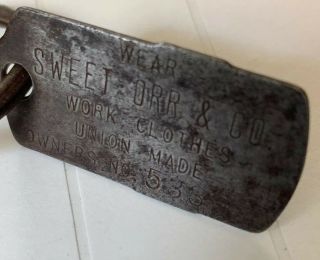 WEAR
SWEET ORR & CO.
WORK CLOTHES
UNION MADE
OWNERS NO. 533